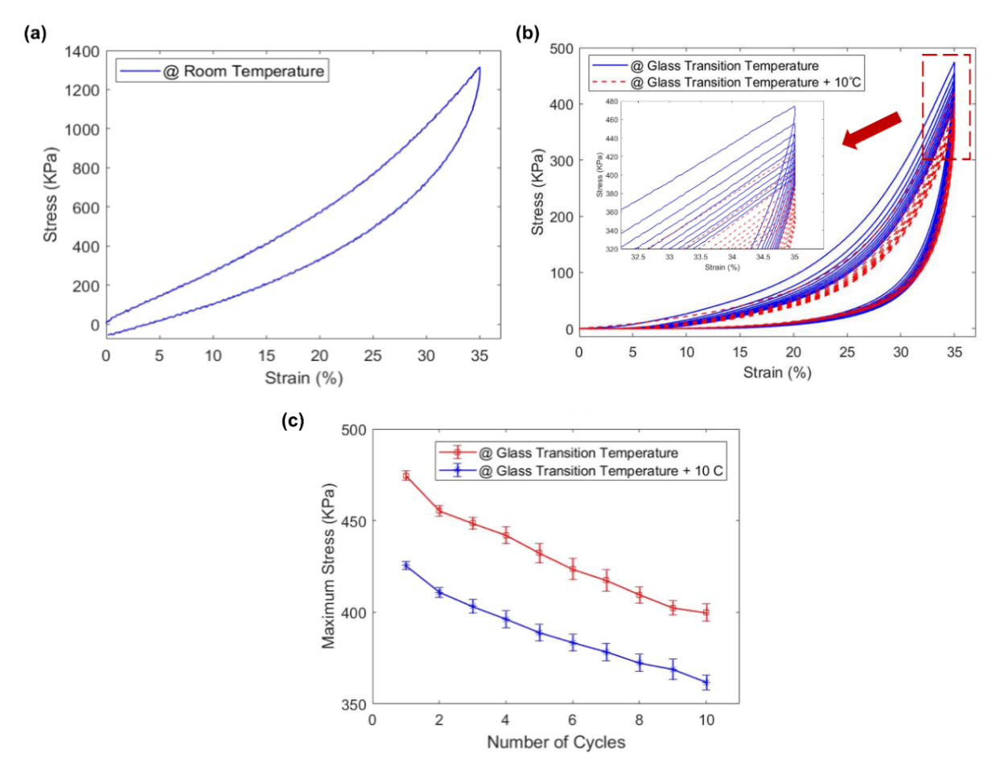 (a)
1400
1200
1000
800
600
400
200
0
@ Room Temperature
Stress (KPa)
0 5 10 15 20 25 30 35
Strain (%)
(b)
500
400
300
200
100
0
@ Glass Transition Temperature
@ Glass Transition Temperature + 10°C
Stress (KPa)
480
460
440
420
400
380
360
340
320
Stress (KPa)
32.5 33 33.5 34 34.5 35
Strain (%)
0 5 10 15 20 25 30 35
Strain (%)
(c)
500
450
400
350
@ Glass Transition Temperature
@ Glass Transition Temperature + 10 C
Maximum Stress (KPa)
0 2 4 6 8 10
Number of Cycles